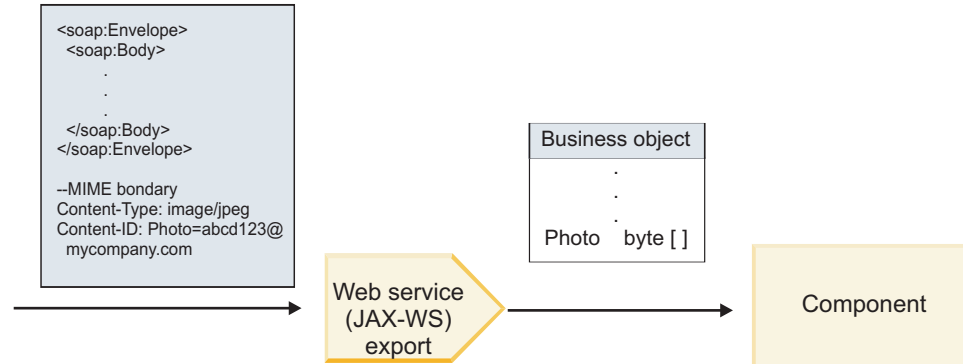 <soap:Envelope>
<soap:Body>
.
.
.
</soap:Body>
</soap:Envelope>
--MIME bondary
Content-Type: image/jpeg
Content-ID: Photo=abcd123@
mycompany.com
Business object
.
.
.
Photo byte [ ]
Web service
(JAX-WS)
export
Component